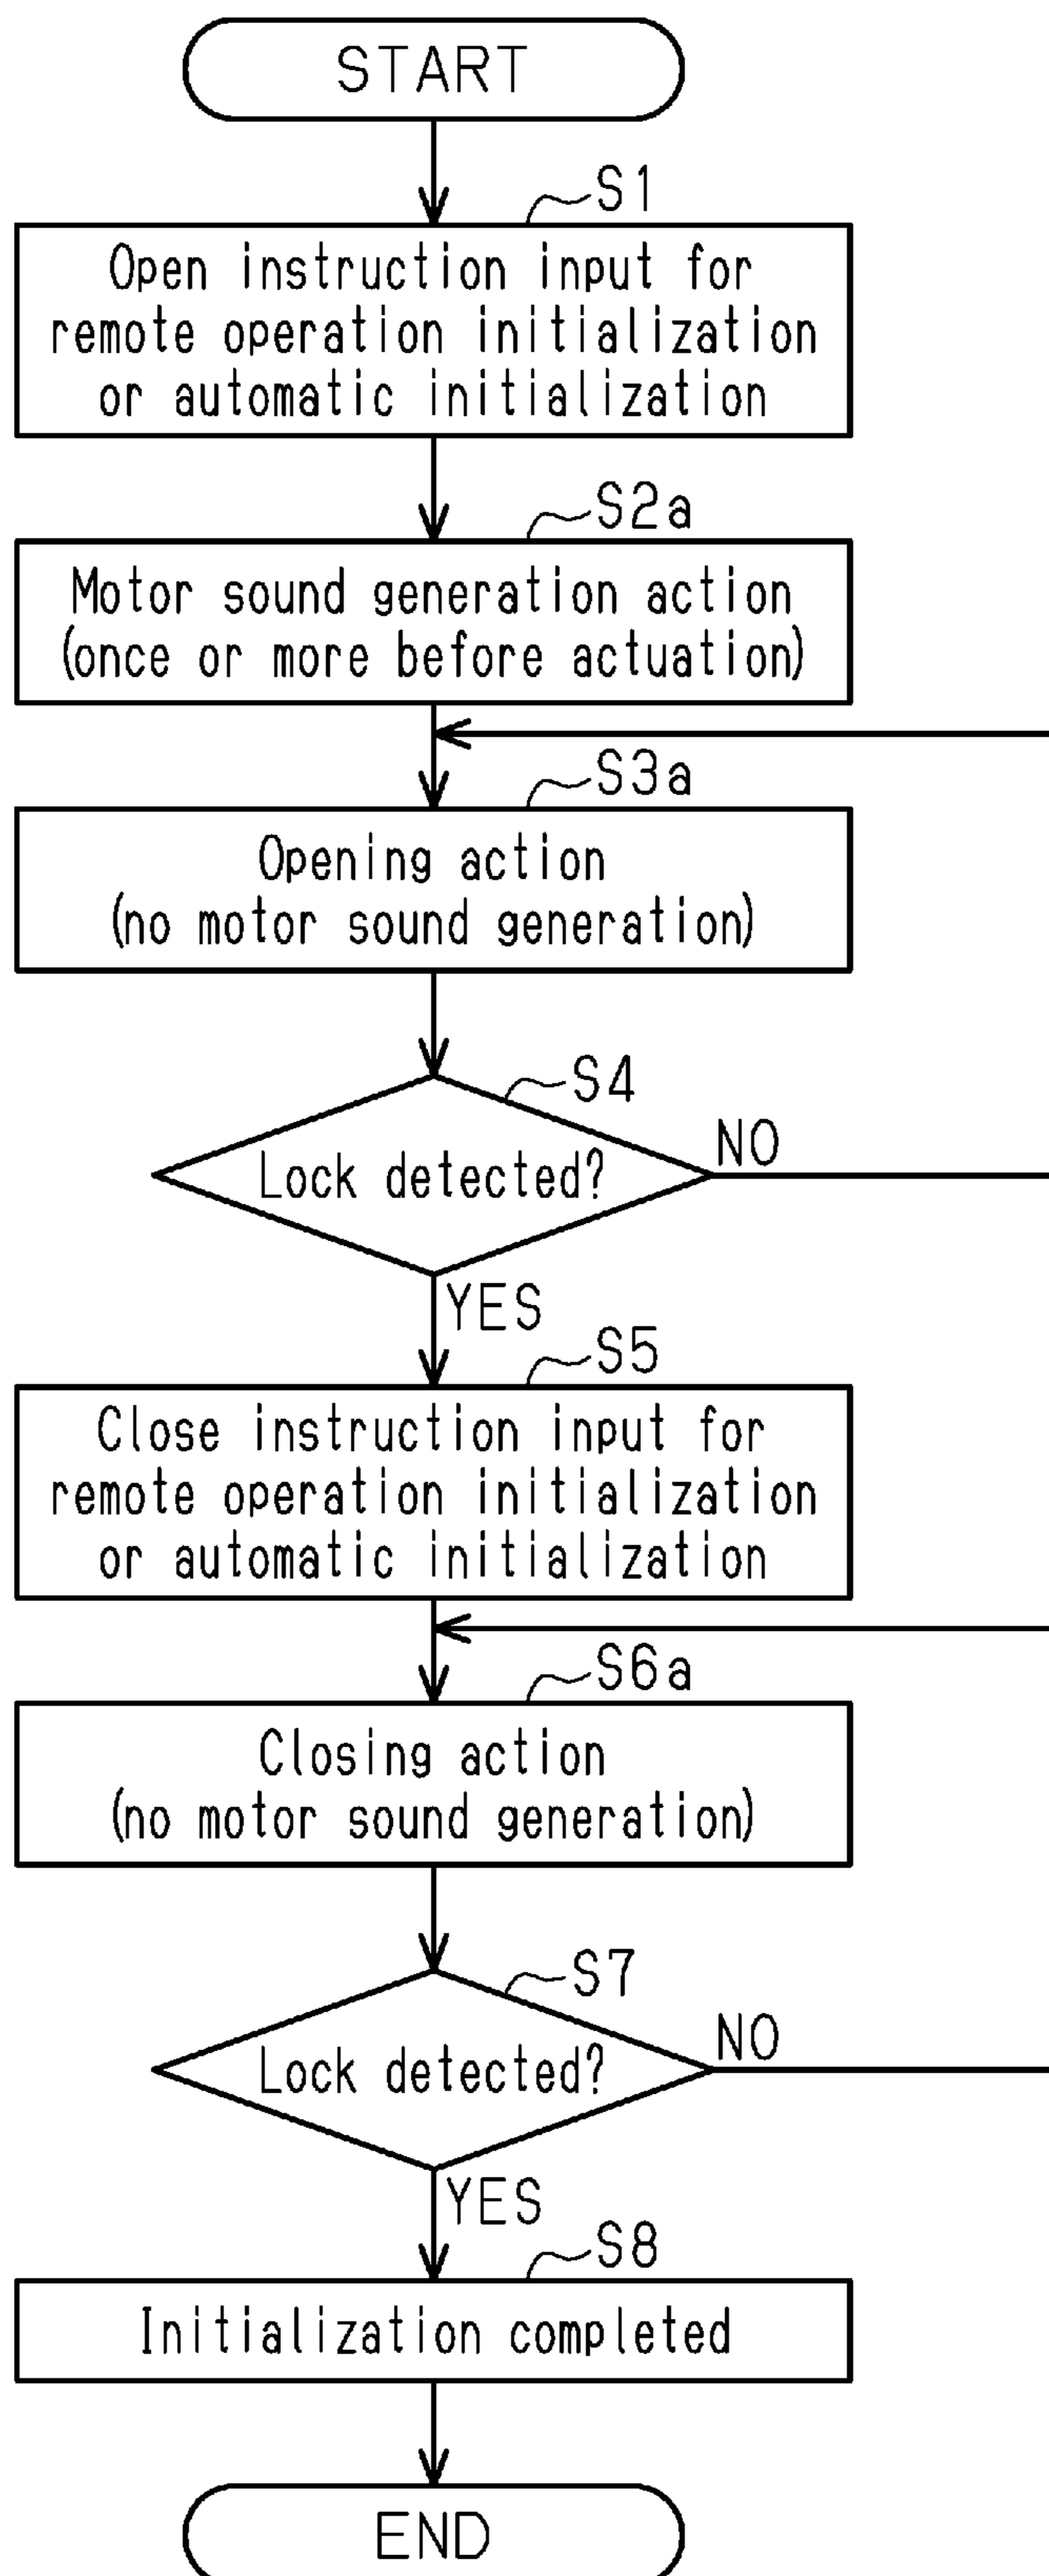 START
S1
Open instruction input for
remote operation initialization
or automatic initialization
S2a
Motor sound generation action
(once or more before actuation)
S3a
Opening action
(no motor sound generation)
S4
Lock detected?
NO
YES
S5
Close instruction input for
remote operation initialization
or automatic initialization
S6a
Closing action
(no motor sound generation)
S7
Lock detected?
NO
YES
S8
Initialization completed
END